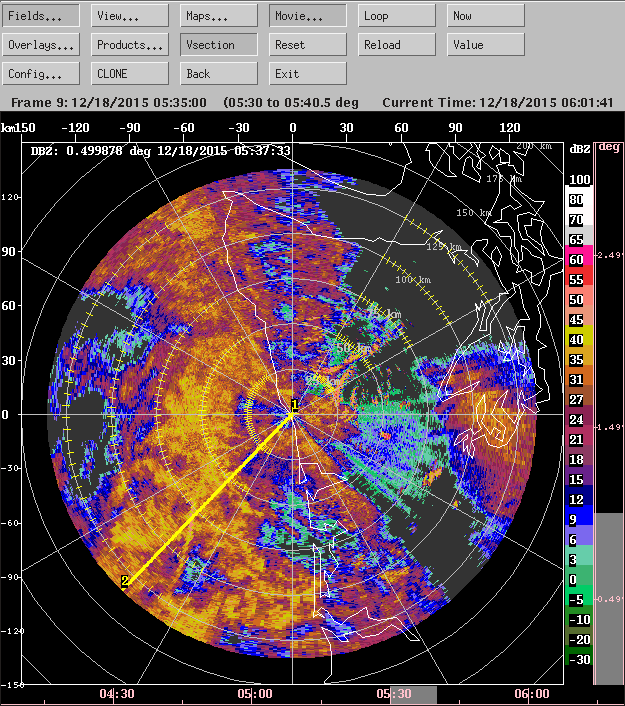 Fields... View... Maps... Movie... Loop Now
Overlays... Products... Vsection Reset Reload Value
Config... CLONE Back Exit
Frame 9: 12/18/2015 05:35:00 (05:30 to 05:40.5 deg Current Time: 12/18/2015 06:01:41
km150 -120 -90 -60 -30 0 30 60 90 120 dBZ deg
DBZ: 0.499878 deg 12/18/2015 05:37:33
200 km
175 km
150 km
125 km
100 km
75 km
50 km
120
90
60
30
0
-30
-60
-90
-120
-150
1
2
100
80
70
65
60
55
50
45
40
35
31
27
24
21
18
15
12
9
6
3
0
-5
-10
-20
-30
2.49°
1.49°
0.49°
04:30 05:00 05:30 06:00